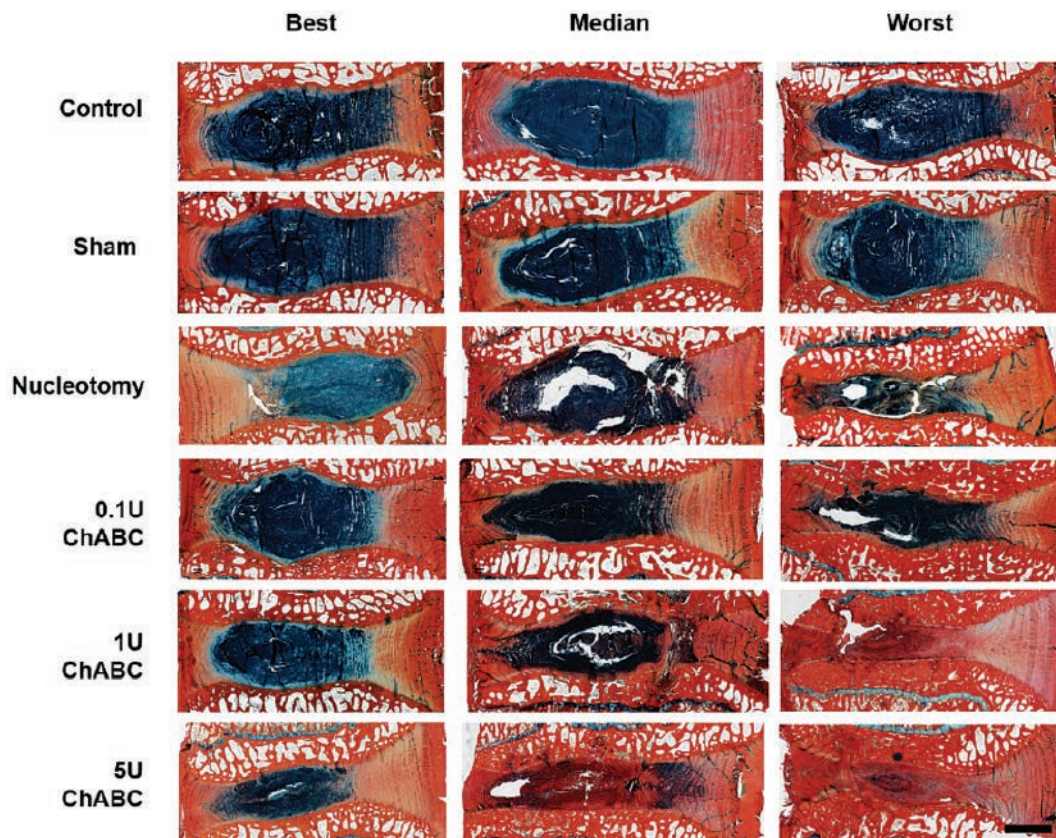 Best Median Worst
Control
Sham
Nucleotomy
0.1U
ChABC
1U
ChABC
5U
ChABC